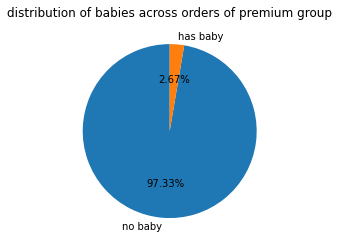 distribution of babies across orders of premium group
has baby
2.67%
97.33%
no baby